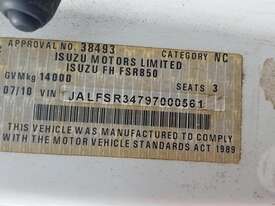 APPROVAL NO. 38493 CATEGORY NC
ISUZU MOTORS LIMITED
ISUZU FH FSR850
GVMkg 14000 SEATS 3
07/10 VIN JALFSR34797000561
THIS VEHICLE WAS MANUFACTURED TO COMPLY
WITH THE MOTOR VEHICLE STANDARDS ACT 1989